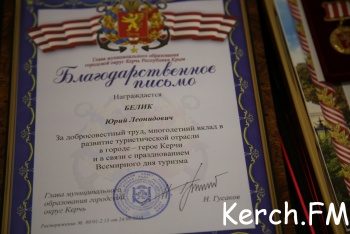 Глава муниципального образования
городской округ Керчь Республики Крым
Благодарственное
письмо
Награждается
БЕЛИК
Юрий Леонидович
За добросовестный труд, многолетний вклад в
развитие туристической отрасли
в городе – герое Керчи
и в связи с празднованием
Всемирного дня туризма
Глава муниципального
образования городской
округ Керчь
Н. Гусаков
Kerch.FM